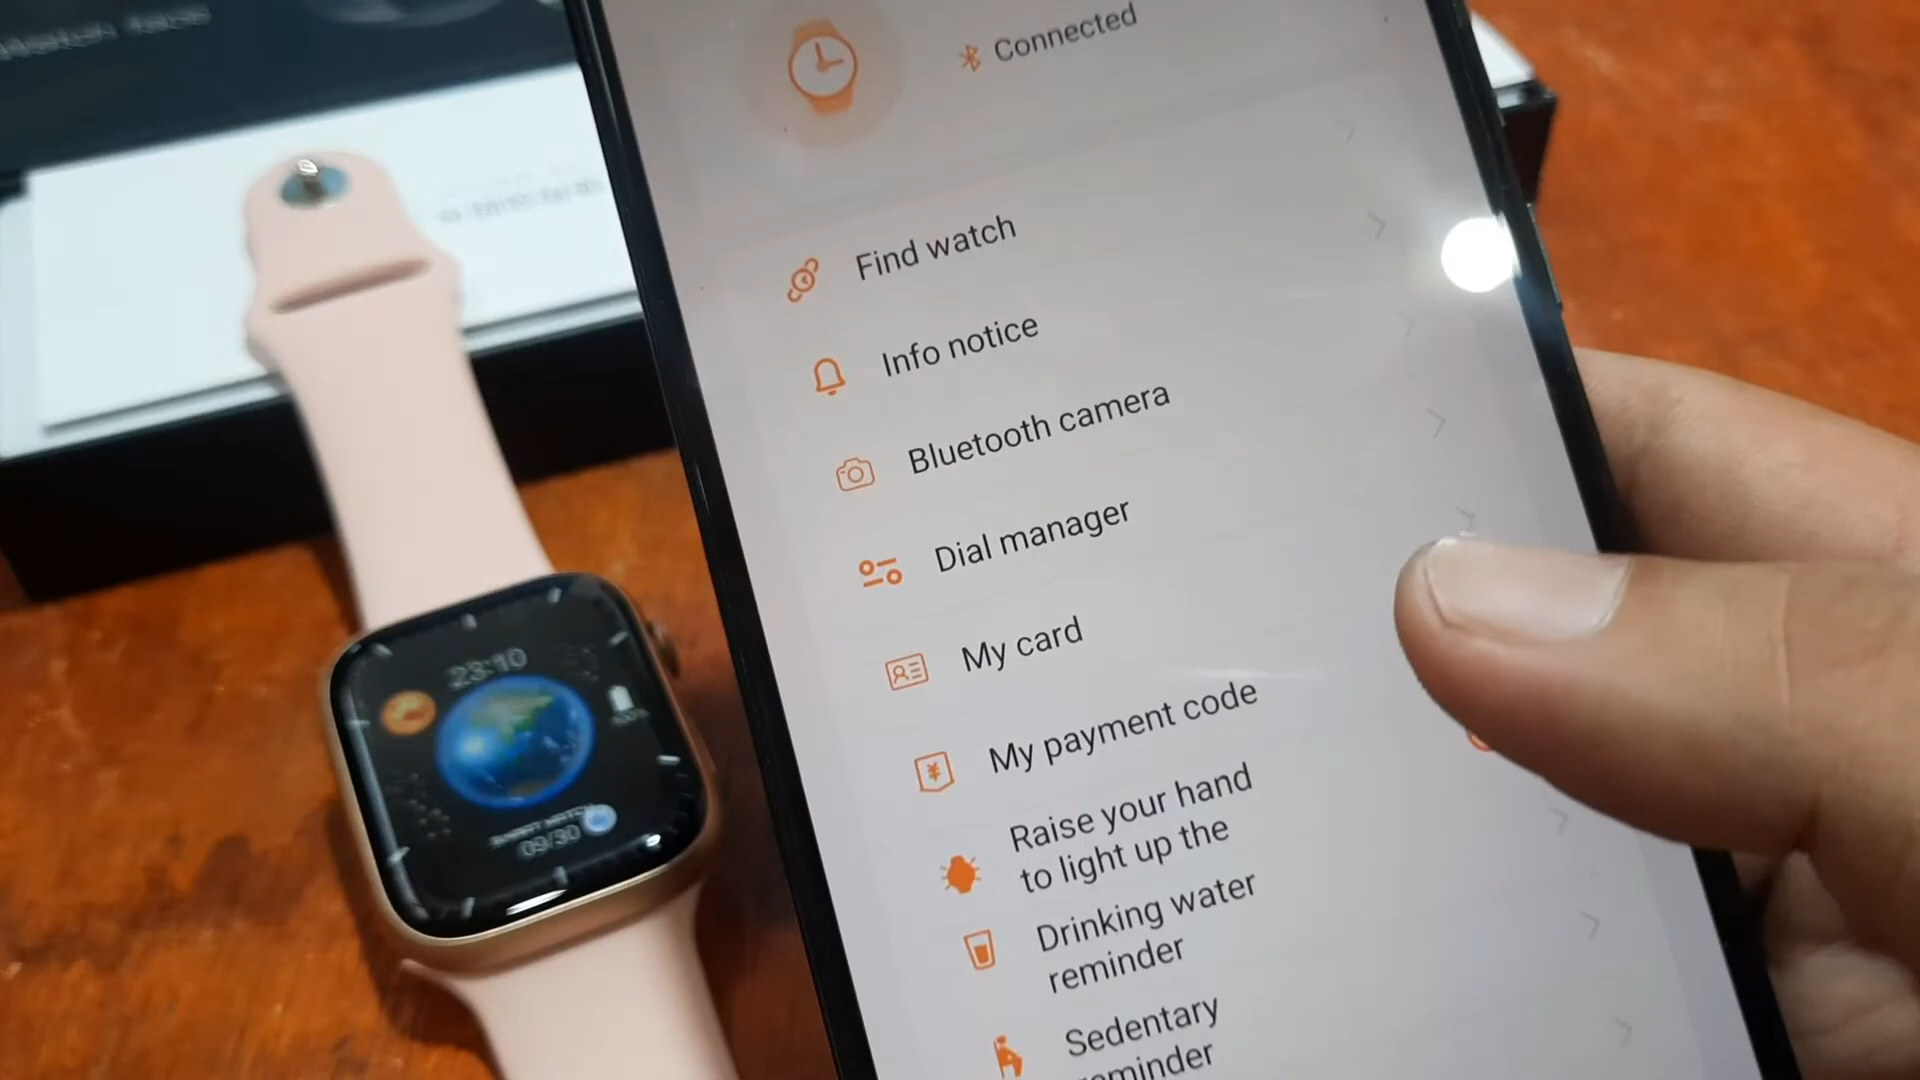 Connected
Find watch
Info notice
Bluetooth camera
Dial manager
My card
My payment code
Raise your hand
to light up the
Drinking water
reminder
Sedentary
reminder
23:10
09/30